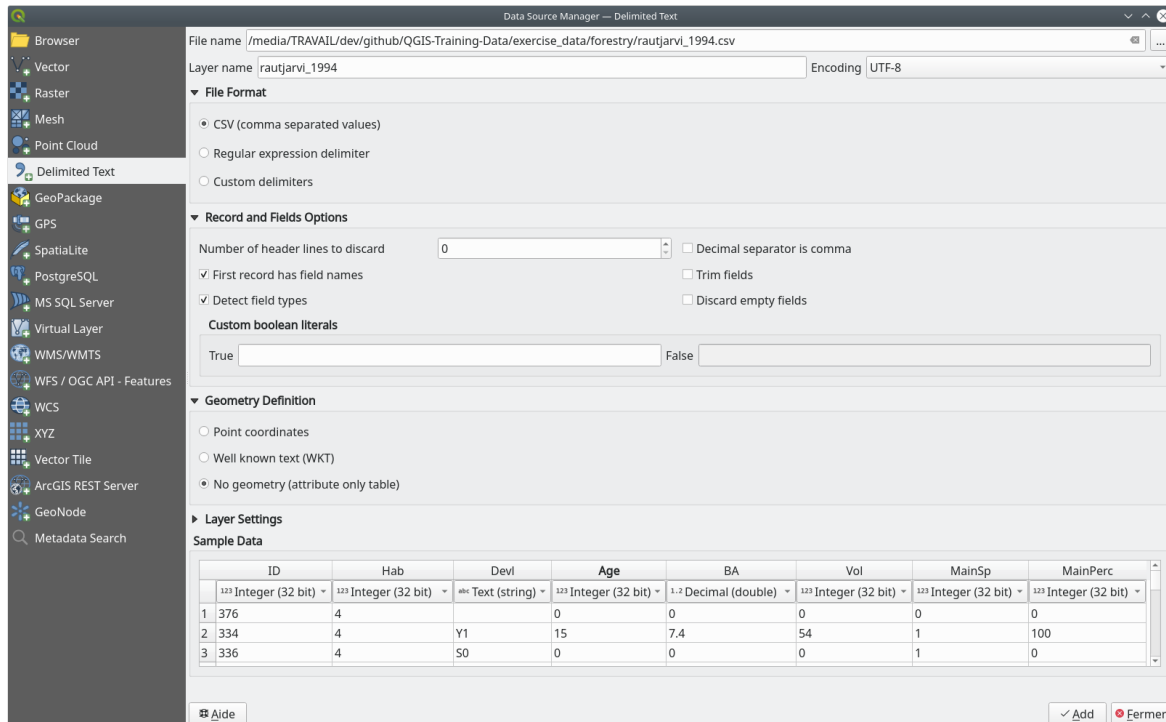 Data Source Manager — Delimited Text
Browser
Vector
Raster
Mesh
Point Cloud
Delimited Text
GeoPackage
GPS
SpatiaLite
PostgreSQL
MS SQL Server
Virtual Layer
WMS/WMTS
WFS / OGC API - Features
WCS
XYZ
Vector Tile
ArcGIS REST Server
GeoNode
Metadata Search
File name /media/TRAVAIL/dev/github/QGIS-Training-Data/exercise_data/forestry/rautjarvi_1994.csv ...
Layer name rautjarvi_1994 Encoding UTF-8
File Format
CSV (comma separated values)
Regular expression delimiter
Custom delimiters
Record and Fields Options
Number of header lines to discard 0 Decimal separator is comma
First record has field names Trim fields
Detect field types Discard empty fields
Custom boolean literals
True False
Geometry Definition
Point coordinates
Well known text (WKT)
No geometry (attribute only table)
Layer Settings
Sample Data
ID Hab Devl Age BA Vol MainSp MainPerc
123 Integer (32 bit) 123 Integer (32 bit) abc Text (string) 123 Integer (32 bit) 1.2 Decimal (double) 123 Integer (32 bit) 123 Integer (32 bit) 123 Integer (32 bit)
1 376 4 0 0 0 0 0
2 334 4 Y1 15 7.4 54 1 100
3 336 4 S0 0 0 0 1 0
Aide Add Fermer